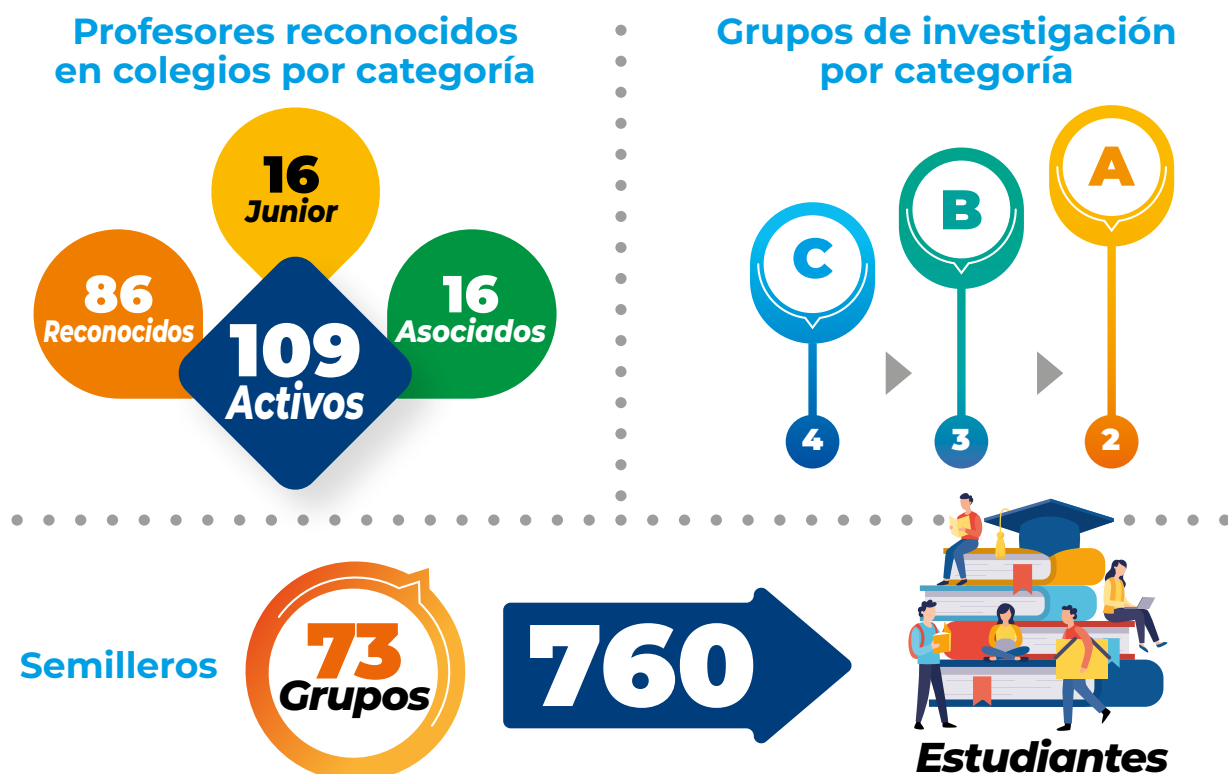 Profesores reconocidos
en colegios por categoría
16
Junior
86
Reconocidos
16
Asociados
109
Activos
Grupos de investigación
por categoría
C
B
A
4
3
2
Semilleros
73
Grupos
760
Estudiantes